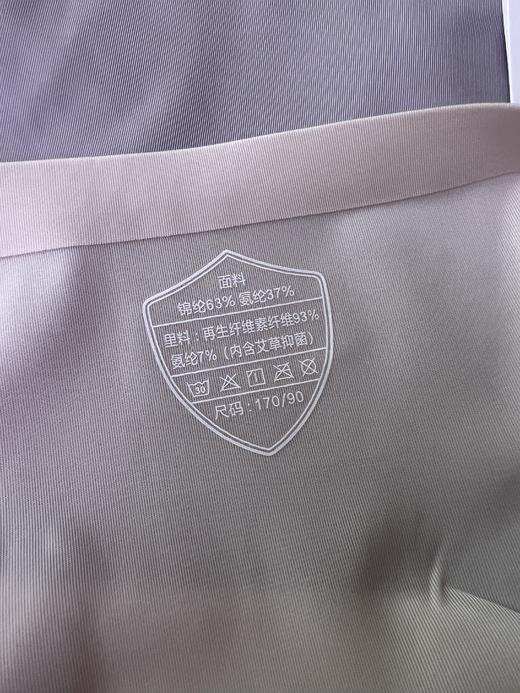 面料
锦纶63% 氨纶37%
里料：再生纤维素纤维93%
氨纶7%（内含艾草抑菌）
30
尺码：170/90